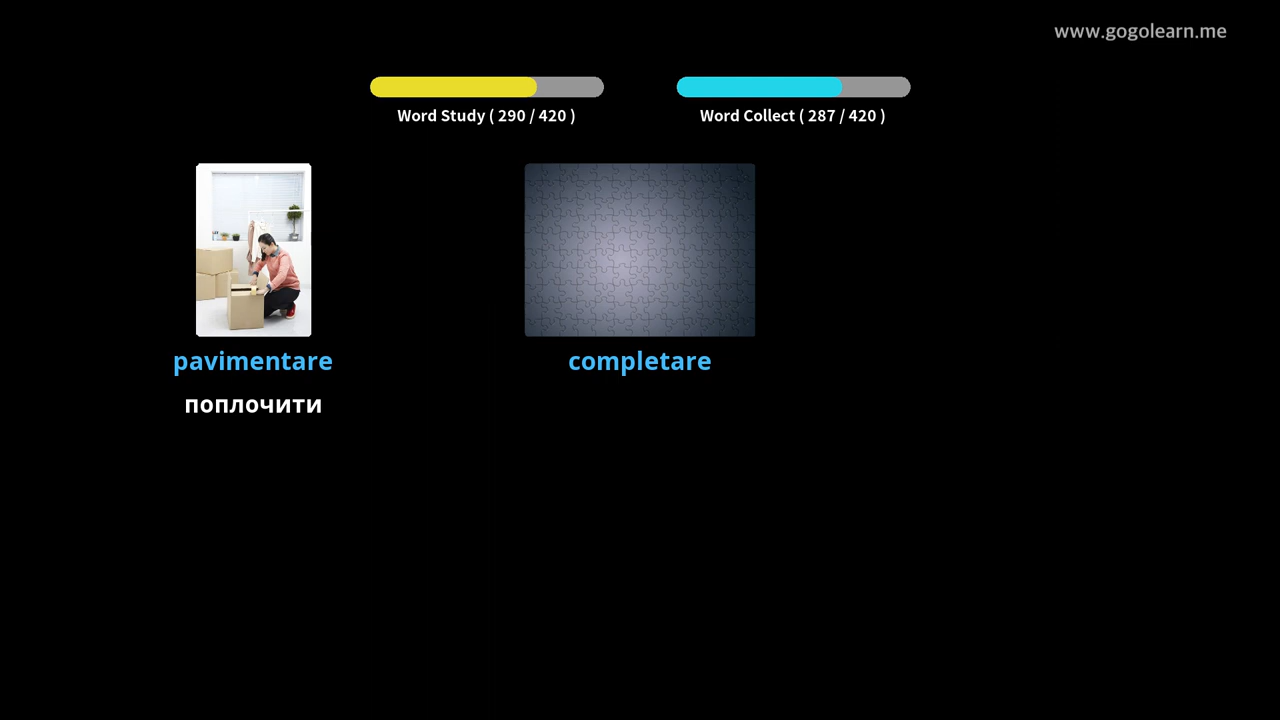 www.gogolearn.me
Word Study ( 290 / 420 )
Word Collect ( 287 / 420 )
pavimentare
completare
поплочити